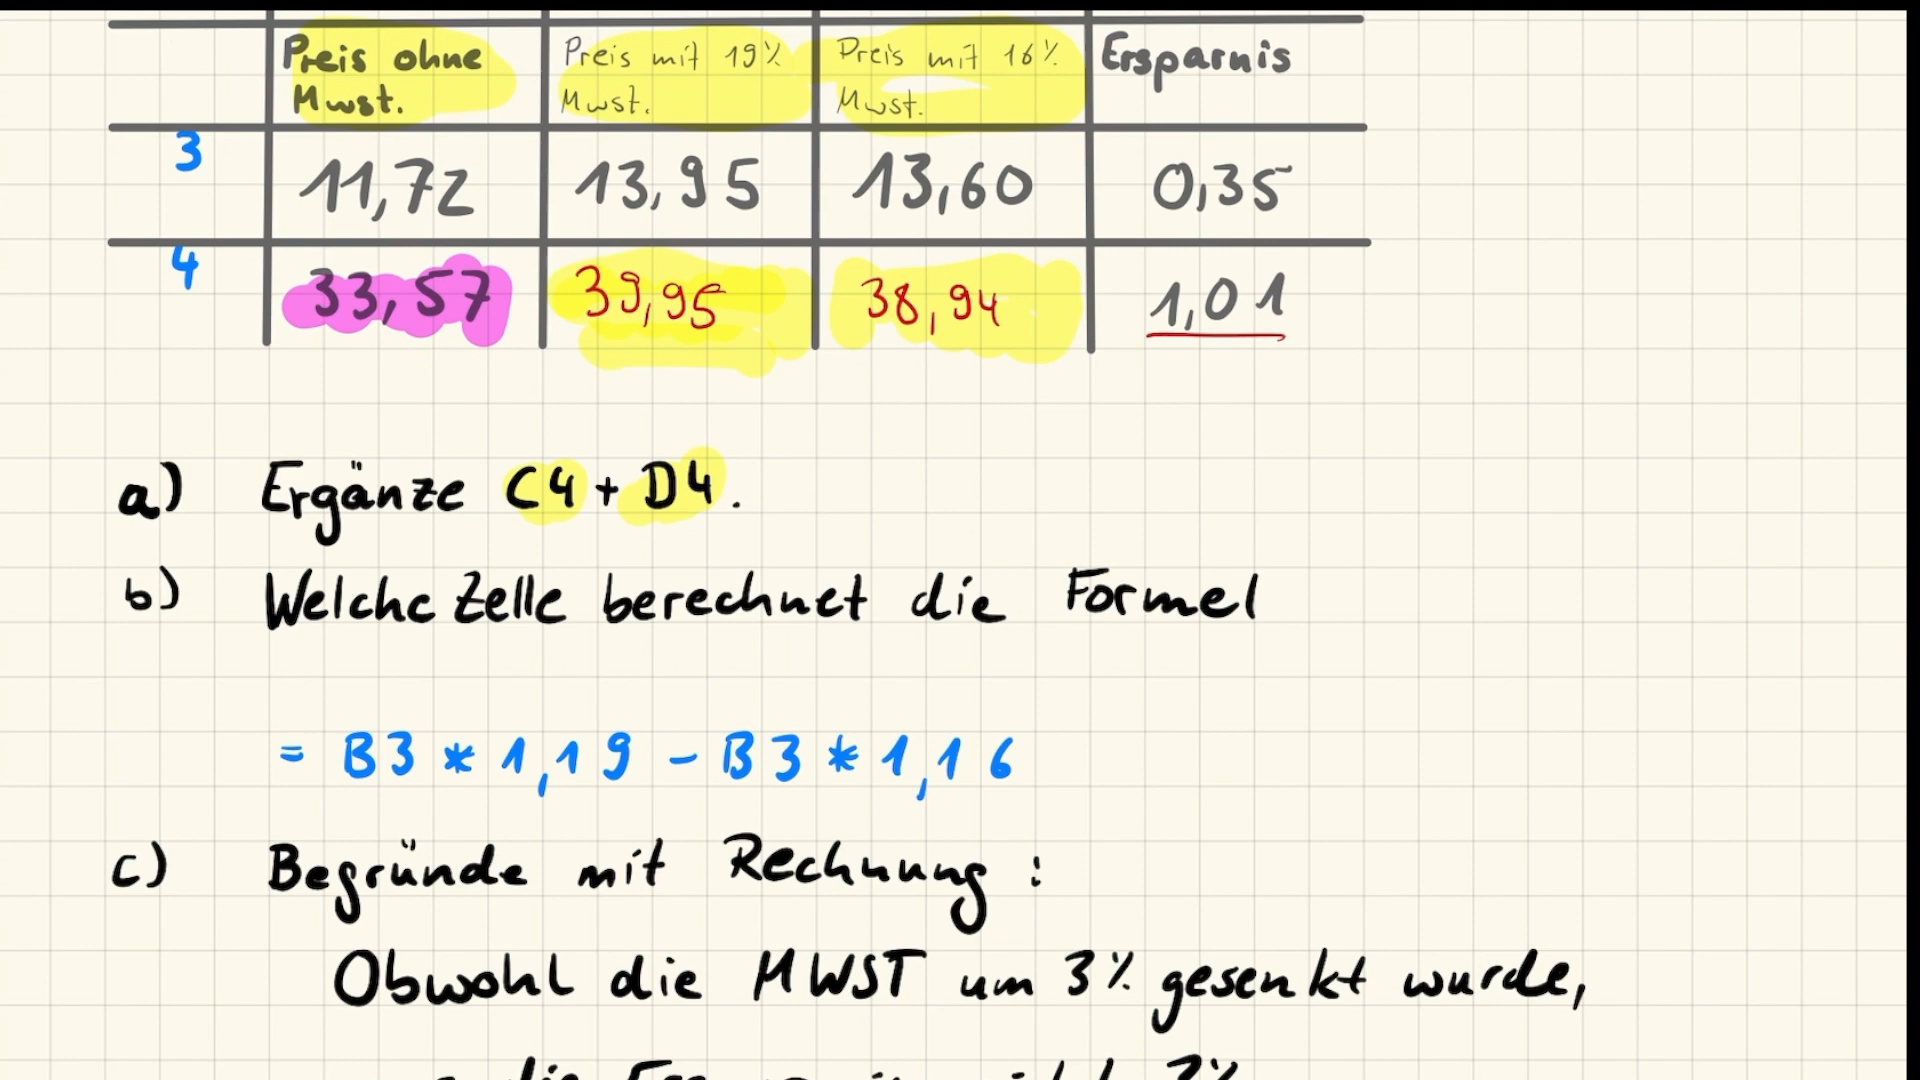 Preis ohne Mwst. Preis mit 19% Mwst. Preis mit 16% Mwst. Ersparnis
3 11,72 13,95 13,60 0,35
4 33,57 39,95 38,94 1,01
a) Ergänze C4 + D4.
b) Welche Zelle berechnet die Formel
= B3 * 1,19 - B3 * 1,16
c) Begründe mit Rechnung:
Obwohl die MWST um 3% gesenkt wurde,
die